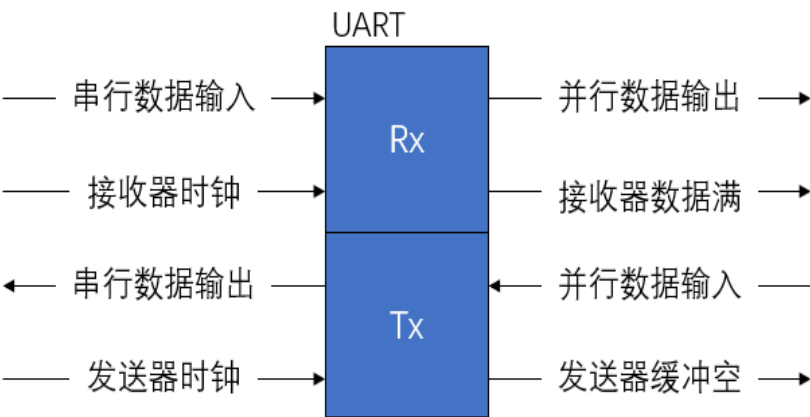 UART
串行数据输入
Rx
并行数据输出
接收器时钟
接收器数据满
串行数据输出
Tx
并行数据输入
发送器时钟
发送器缓冲空